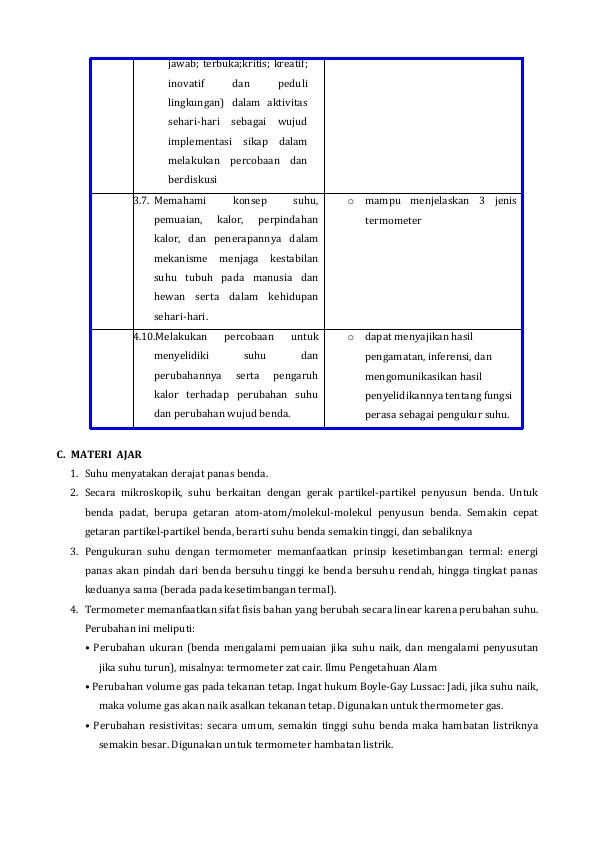 jawab; terbuka;kritis; kreatif;
inovatif dan peduli
lingkungan) dalam aktivitas
sehari-hari sebagai wujud
implementasi sikap dalam
melakukan percobaan dan
berdiskusi
3.7. Memahami konsep suhu,
pemuaian, kalor, perpindahan
kalor, dan penerapannya dalam
mekanisme menjaga kestabilan
suhu tubuh pada manusia dan
hewan serta dalam kehidupan
sehari-hari.
o mampu menjelaskan 3 jenis
termometer
4.10.Melakukan percobaan untuk
menyelidiki suhu dan
perubahannya serta pengaruh
kalor terhadap perubahan suhu
dan perubahan wujud benda.
o dapat menyajikan hasil
pengamatan, inferensi, dan
mengomunikasikan hasil
penyelidikannya tentang fungsi
perasa sebagai pengukur suhu.
C. MATERI AJAR
1. Suhu menyatakan derajat panas benda.
2. Secara mikroskopik, suhu berkaitan dengan gerak partikel-partikel penyusun benda. Untuk
benda padat, berupa getaran atom-atom/molekul-molekul penyusun benda. Semakin cepat
getaran partikel-partikel benda, berarti suhu benda semakin tinggi, dan sebaliknya
3. Pengukuran suhu dengan termometer memanfaatkan prinsip kesetimbangan termal: energi
panas akan pindah dari benda bersuhu tinggi ke benda bersuhu rendah, hingga tingkat panas
keduanya sama (berada pada kesetimbangan termal).
4. Termometer memanfaatkan sifat fisis bahan yang berubah secara linear karena perubahan suhu.
Perubahan ini meliputi:
• Perubahan ukuran (benda mengalami pemuaian jika suhu naik, dan mengalami penyusutan
jika suhu turun), misalnya: termometer zat cair. Ilmu Pengetahuan Alam
• Perubahan volume gas pada tekanan tetap. Ingat hukum Boyle-Gay Lussac: Jadi, jika suhu naik,
maka volume gas akan naik asalkan tekanan tetap. Digunakan untuk thermometer gas.
• Perubahan resistivitas: secara umum, semakin tinggi suhu benda maka hambatan listriknya
semakin besar. Digunakan untuk termometer hambatan listrik.